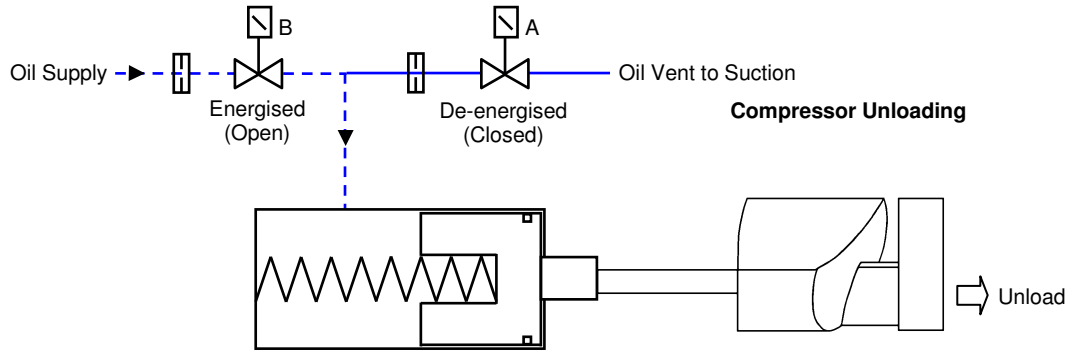 B
A
Oil Supply
Oil Vent to Suction
Energised
(Open)
De-energised
(Closed)
Compressor Unloading
Unload